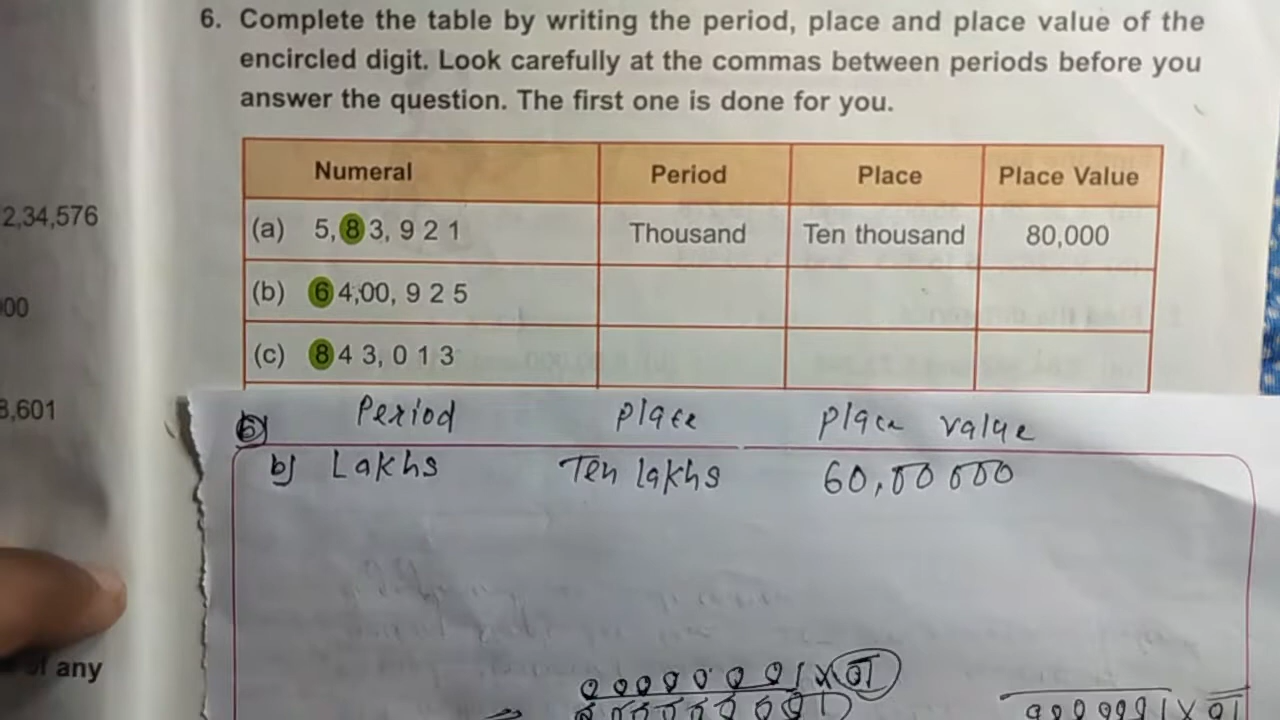 6. Complete the table by writing the period, place and place value of the
encircled digit. Look carefully at the commas between periods before you
answer the question. The first one is done for you.
Numeral Period Place Place Value
(a) 5,8 3, 9 2 1 Thousand Ten thousand 80,000
(b) 6 4,00, 9 2 5
(c) 8 4 3, 0 1 3
2,34,576
00
3,601
any
6) Period Place Place value
b) Lakhs Ten lakhs 60,00 000